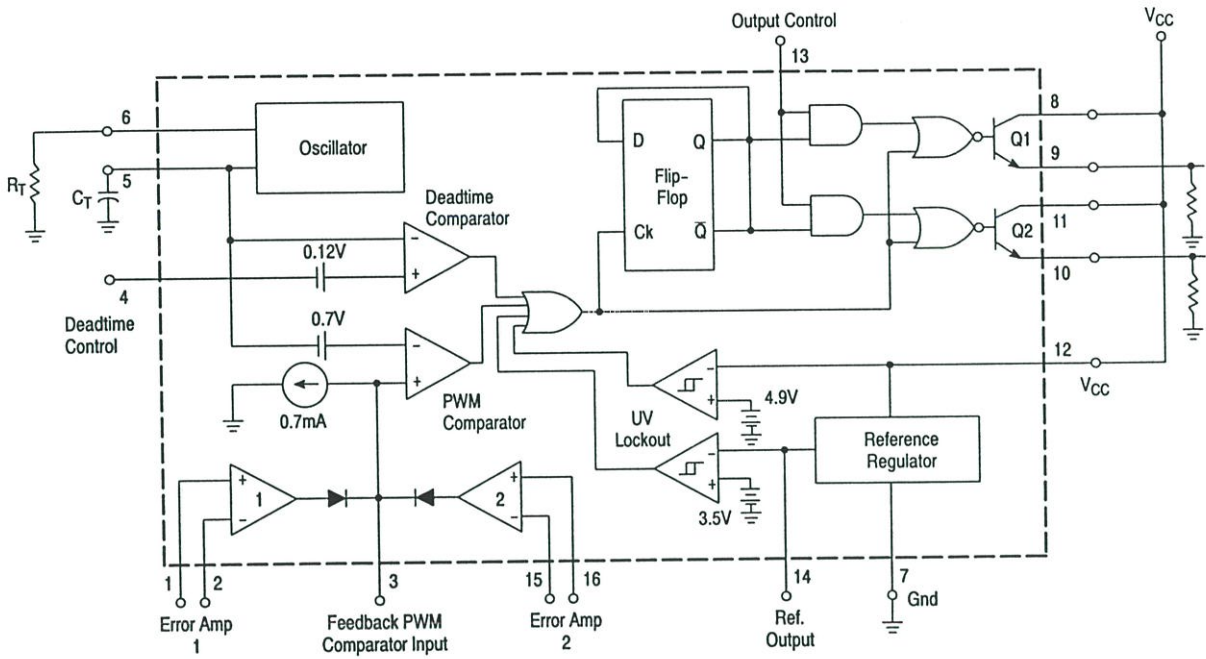 Output Control
13
VCC
6
Oscillator
RT
5
CT
D
Q
Flip-
Flop
Ck
Q̅
8
Q1
9
11
Q2
10
Deadtime
Comparator
-
+
0.12V
4
Deadtime
Control
0.7V
-
+
0.7mA
PWM
Comparator
12
VCC
-
+
4.9V
UV
Lockout
-
+
3.5V
Reference
Regulator
+
-
1
+
-
2
1
2
3
15
16
14
7
Gnd
Error Amp
1
Feedback PWM
Comparator Input
Error Amp
2
Ref.
Output